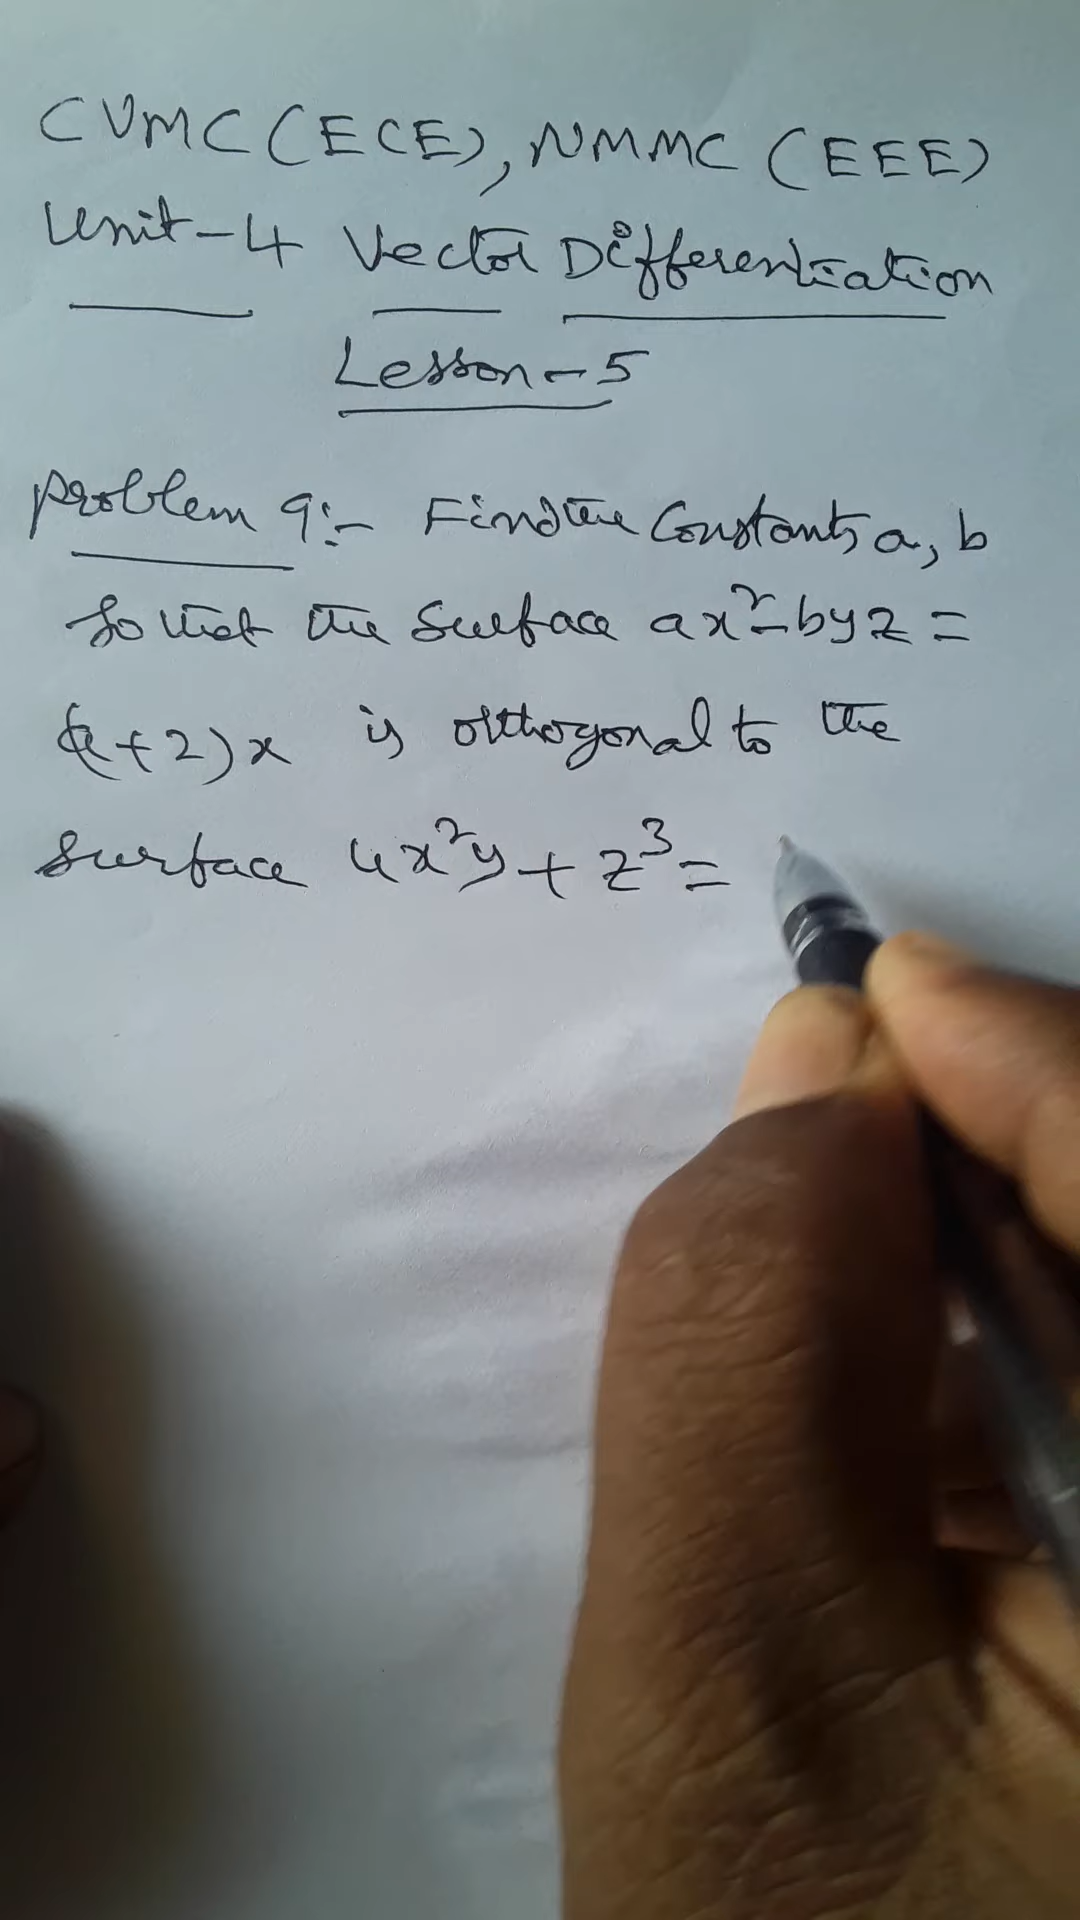 CVMC (ECE), NMMC (EEE)
Unit-4 Vector Differentiation
Lesson-5
Problem 9:- Find the Constants a, b
So that the Surface ax²-byz=
(a+2)x is orthogonal to the
surface 4x²y+z³=